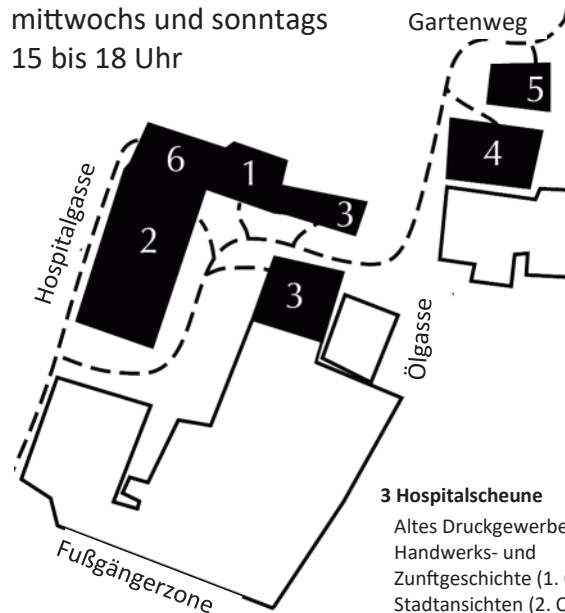 mittwochs und sonntags
15 bis 18 Uhr
Gartenweg
5
4
6
1
3
2
3
Hospitalgasse
Ölgasse
Fußgängerzone
3 Hospitalscheune
Altes Druckgewerbe
Handwerks- und
Zunftgeschichte (1.
Stadtansichten (2.